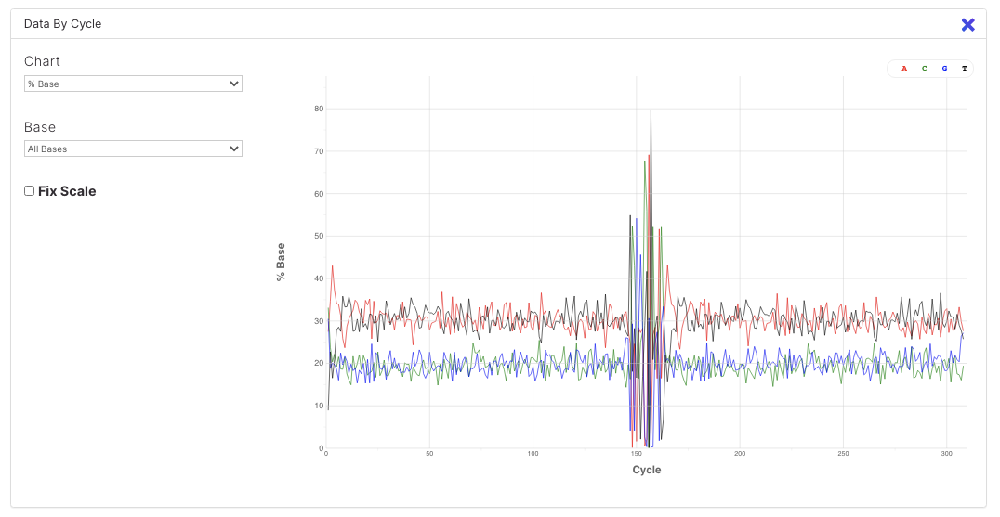 Data By Cycle
Chart
% Base
Base
All Bases
Fix Scale
A C G T
80
70
60
50
40
30
20
10
0
% Base
0 50 100 150 200 250 300
Cycle